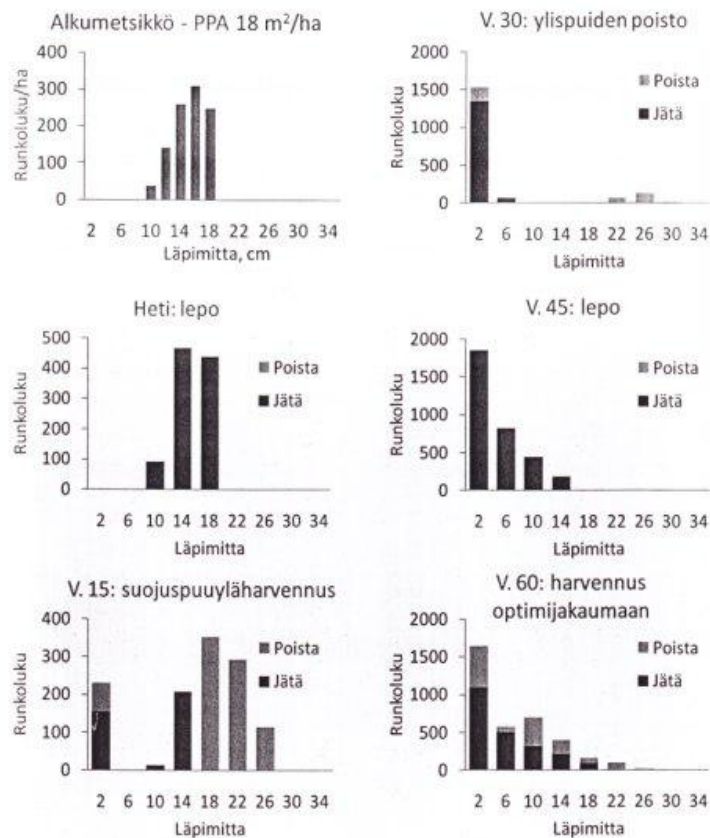 Alkumetsikkö - PPA 18 m²/ha
Runkoluku/ha
400
300
200
100
0
2 6 10 14 18 22 26 30 34
Läpimitta, cm
V. 30: ylispuiden poisto
Runkoluku
2000
1500
1000
500
0
Poista
Jätä
2 6 10 14 18 22 26 30 34
Läpimitta
Heti: lepo
Runkoluku
500
400
300
200
100
0
Poista
Jätä
2 6 10 14 18 22 26 30 34
Läpimitta
V. 45: lepo
Runkoluku
2000
1500
1000
500
0
Poista
Jätä
2 6 10 14 18 22 26 30 34
Läpimitta
V. 15: suojuspuuyläharvennus
Runkoluku
400
300
200
100
0
Poista
Jätä
2 6 10 14 18 22 26 30 34
Läpimitta
V. 60: harvennus
optimijakaumaan
Runkoluku
2000
1500
1000
500
0
Poista
Jätä
2 6 10 14 18 22 26 30 34
Läpimitta